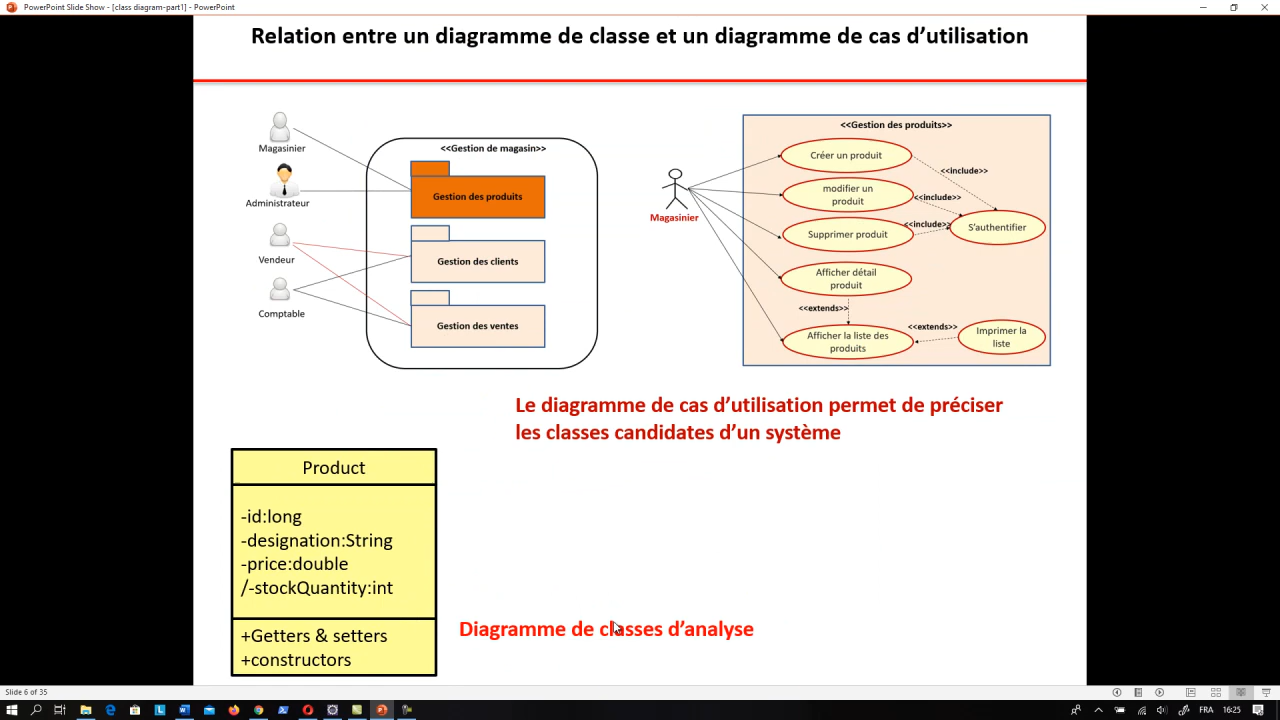 PowerPoint Slide Show - [class diagram-part1] - PowerPoint
Relation entre un diagramme de classe et un diagramme de cas d’utilisation
Magasinier
Administrateur
Vendeur
Comptable
<<Gestion de magasin>>
Gestion des produits
Gestion des clients
Gestion des ventes
Magasinier
<<Gestion des produits>>
Créer un produit
<<include>>
modifier un
produit
<<include>>
Supprimer produit
<<include>>
S’authentifier
Afficher détail
produit
<<extends>>
Afficher la liste des
produits
<<extends>>
Imprimer la
liste
Le diagramme de cas d’utilisation permet de préciser
les classes candidates d’un système
Product
-id:long
-designation:String
-price:double
/-stockQuantity:int
+Getters & setters
+constructors
Diagramme de classes d’analyse
Slide 6 of 35
FRA
16:25